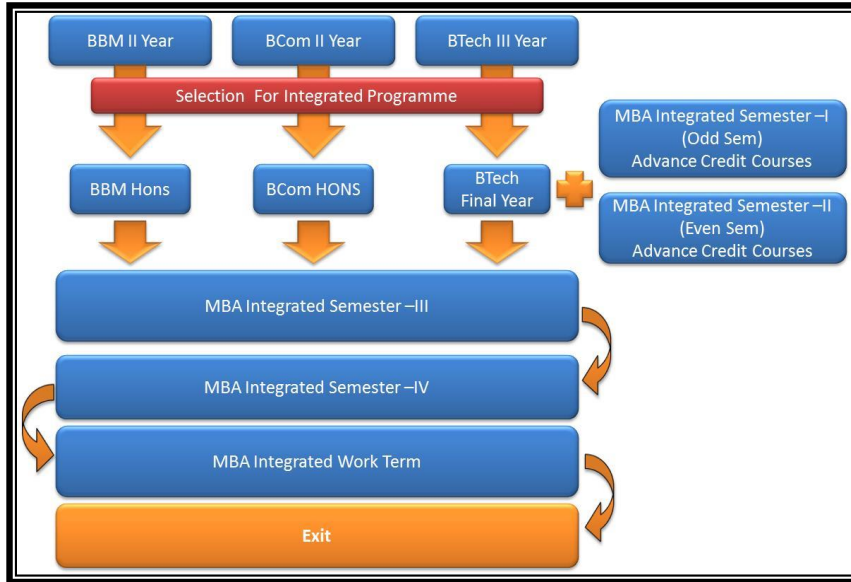 BBM II Year
BCom II Year
BTech III Year
Selection For Integrated Programme
MBA Integrated Semester –I
(Odd Sem)
Advance Credit Courses
BBM Hons
BCom HONS
BTech
Final Year
MBA Integrated Semester –II
(Even Sem)
Advance Credit Courses
MBA Integrated Semester –III
MBA Integrated Semester –IV
MBA Integrated Work Term
Exit